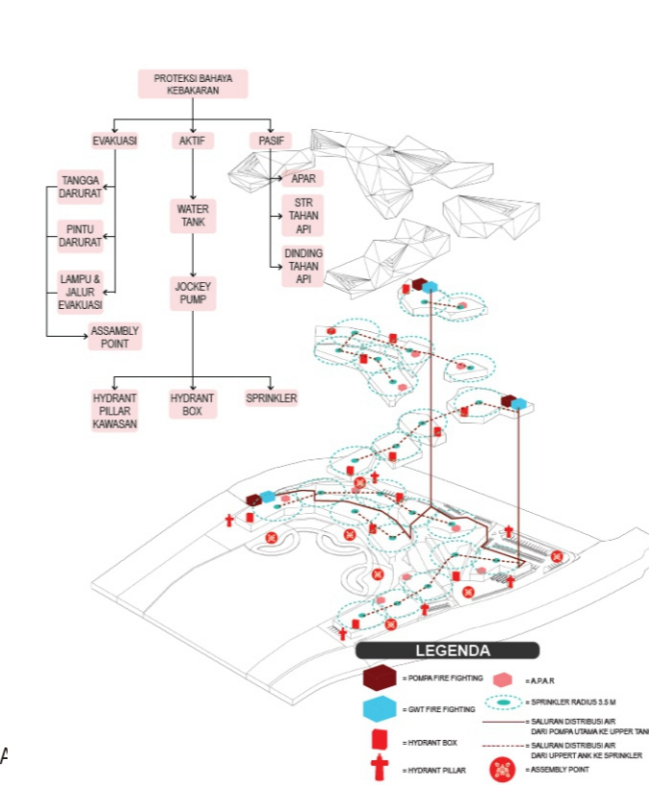 PROTEKSI BAHAYA
KEBAKARAN
EVAKUASI
AKTIF
PASIF
TANGGA
DARURAT
PINTU
DARURAT
LAMPU &
JALUR
EVAKUASI
ASSAMBLY
POINT
WATER
TANK
JOCKEY
PUMP
APAR
STR
TAHAN
API
DINDING
TAHAN
API
HYDRANT
PILLAR
KAWASAN
HYDRANT
BOX
SPRINKLER
LEGENDA
= POMPA FIRE FIGHTING
= GWT FIRE FIGHTING
= HYDRANT BOX
= HYDRANT PILLAR
= A.P.A.R
= SPRINKLER RADIUS 3.5 M
= SALURAN DISTRIBUSI AIR
DARI POMPA UTAMA KE UPPER TANK
= SALURAN DISTRIBUSI AIR
DARI UPPERT ANK KE SPRINKLER
= ASSEMBLY POINT